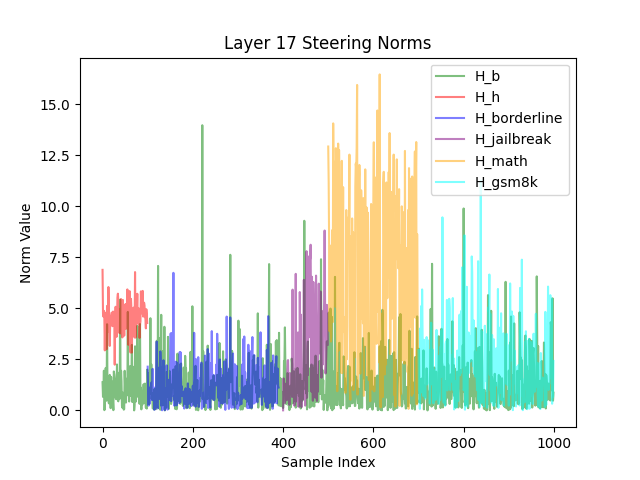 Layer 17 Steering Norms
H_b
H_h
H_borderline
H_jailbreak
H_math
H_gsm8k
Norm Value
15.0
12.5
10.0
7.5
5.0
2.5
0.0
0 200 400 600 800 1000
Sample Index